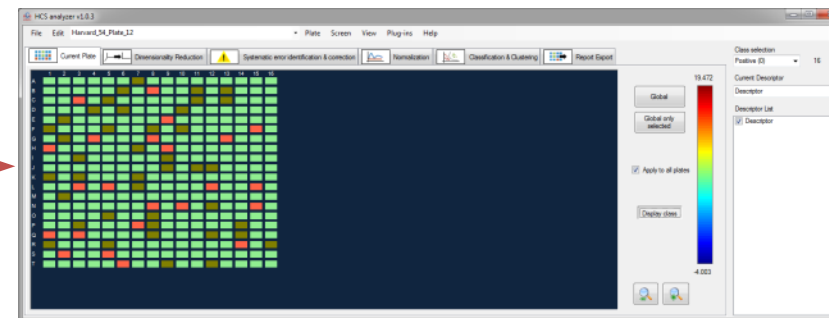 HCS analyzer v1.0.3
File Edit Harvard_54_Plate_12 Plate Screen View Plug-ins Help
Current Plate Dimensionality Reduction Systematic error identification & correction Normalization Classification & Clustering Report Export
Class selection
Positive (0) 16
Current Descriptor
Descriptor
Descriptor List
Descriptor
1 2 3 4 5 6 7 8 9 10 11 12 13 14 15 16
A
B
C
D
E
F
G
H
I
J
K
L
M
N
O
P
Q
R
S
T
19.472
Global
Global only
selected
Apply to all plates
Display class
-4.003